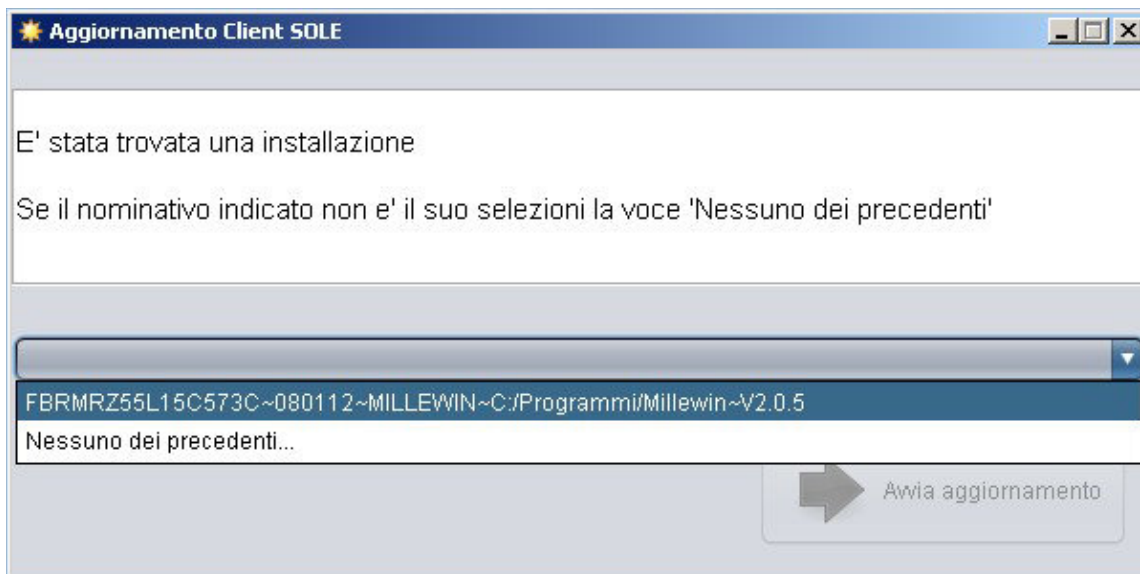 Aggiornamento Client SOLE
E' stata trovata una installazione
Se il nominativo indicato non e' il suo selezioni la voce 'Nessuno dei precedenti'
FBRMRZ55L15C573C~080112~MILLEWIN~C:/Programmi/Millewin~V2.0.5
Nessuno dei precedenti...
Avvia aggiornamento